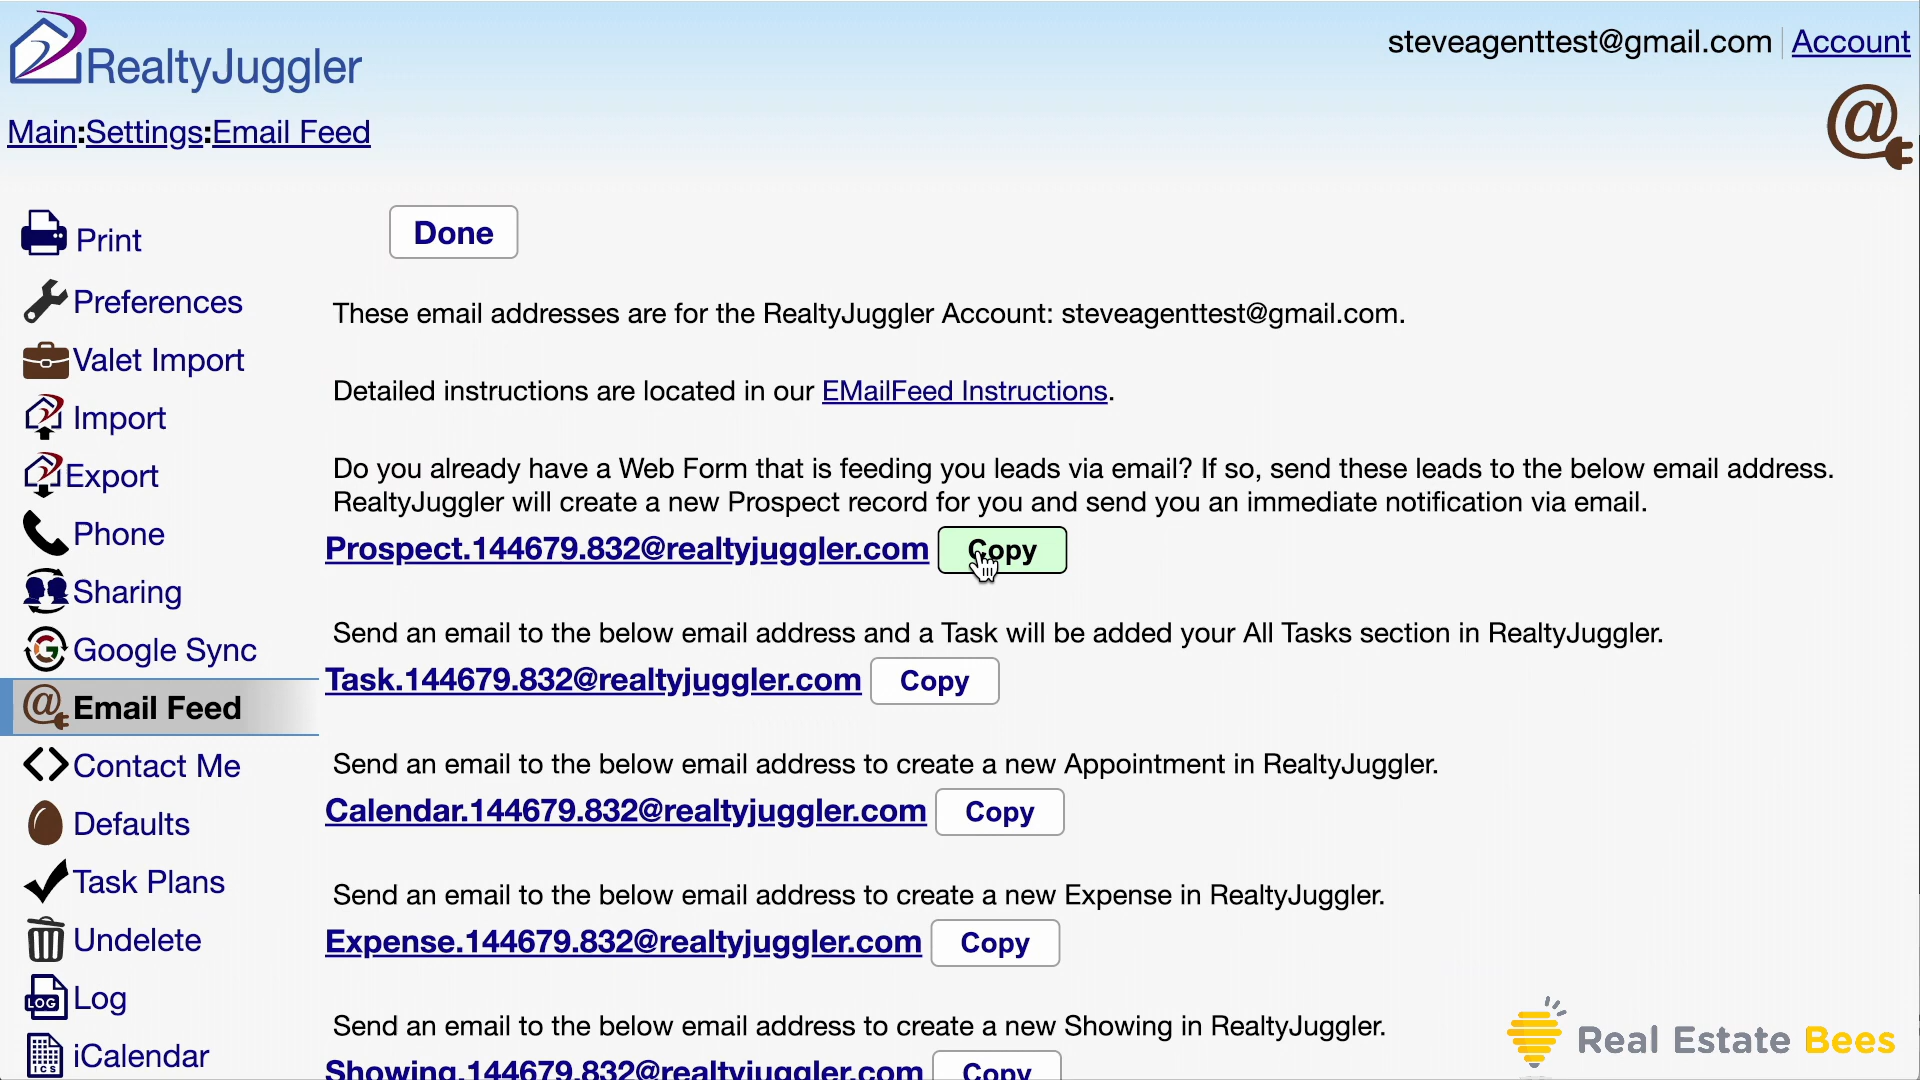 RealtyJuggler
steveagenttest@gmail.com
Account
Main:Settings:Email Feed
Print
Preferences
Valet Import
Import
Export
Phone
Sharing
Google Sync
Email Feed
Contact Me
Defaults
Task Plans
Undelete
LOG
Log
ICS
iCalendar
Done
These email addresses are for the RealtyJuggler Account: steveagenttest@gmail.com.
Detailed instructions are located in our EMailFeed Instructions.
Do you already have a Web Form that is feeding you leads via email? If so, send these leads to the below email address.
RealtyJuggler will create a new Prospect record for you and send you an immediate notification via email.
Prospect.144679.832@realtyjuggler.com Copy
Send an email to the below email address and a Task will be added your All Tasks section in RealtyJuggler.
Task.144679.832@realtyjuggler.com Copy
Send an email to the below email address to create a new Appointment in RealtyJuggler.
Calendar.144679.832@realtyjuggler.com Copy
Send an email to the below email address to create a new Expense in RealtyJuggler.
Expense.144679.832@realtyjuggler.com Copy
Send an email to the below email address to create a new Showing in RealtyJuggler.
Showing.144679.832@realtyjuggler.com Copy
Real Estate Bees